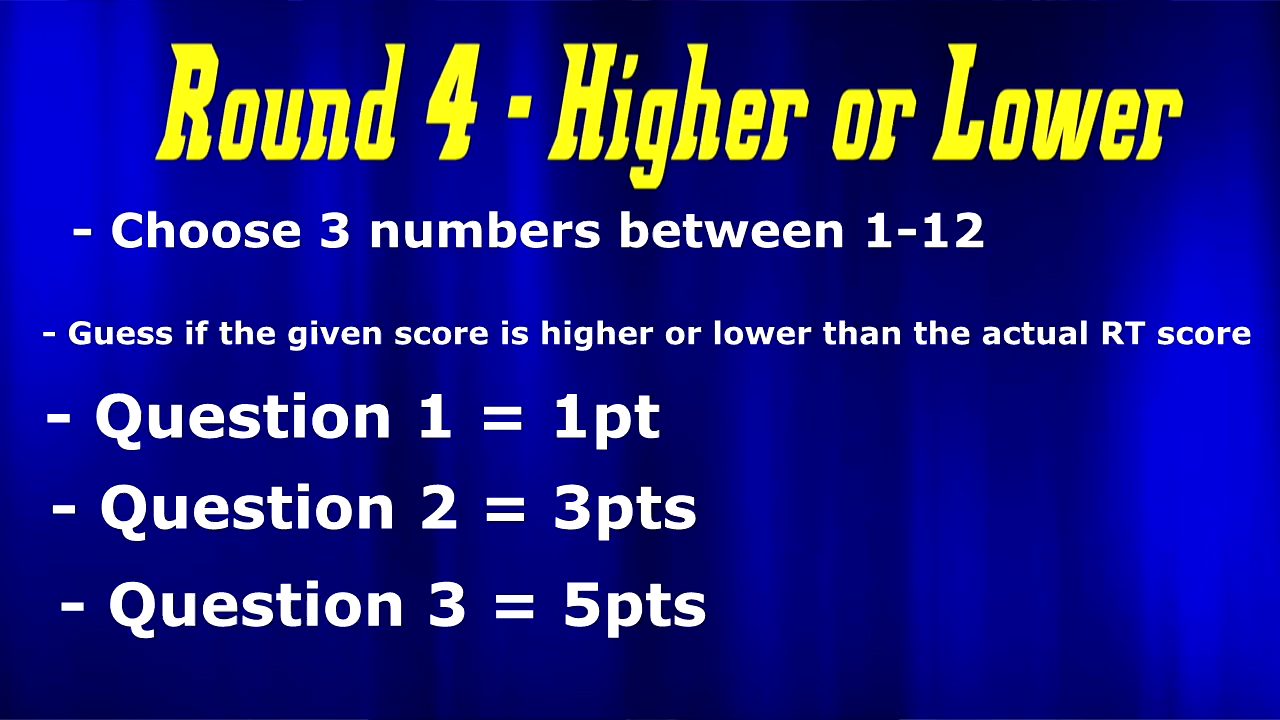 Round 4 - Higher or Lower
- Choose 3 numbers between 1-12
- Guess if the given score is higher or lower than the actual RT score
- Question 1 = 1pt
- Question 2 = 3pts
- Question 3 = 5pts